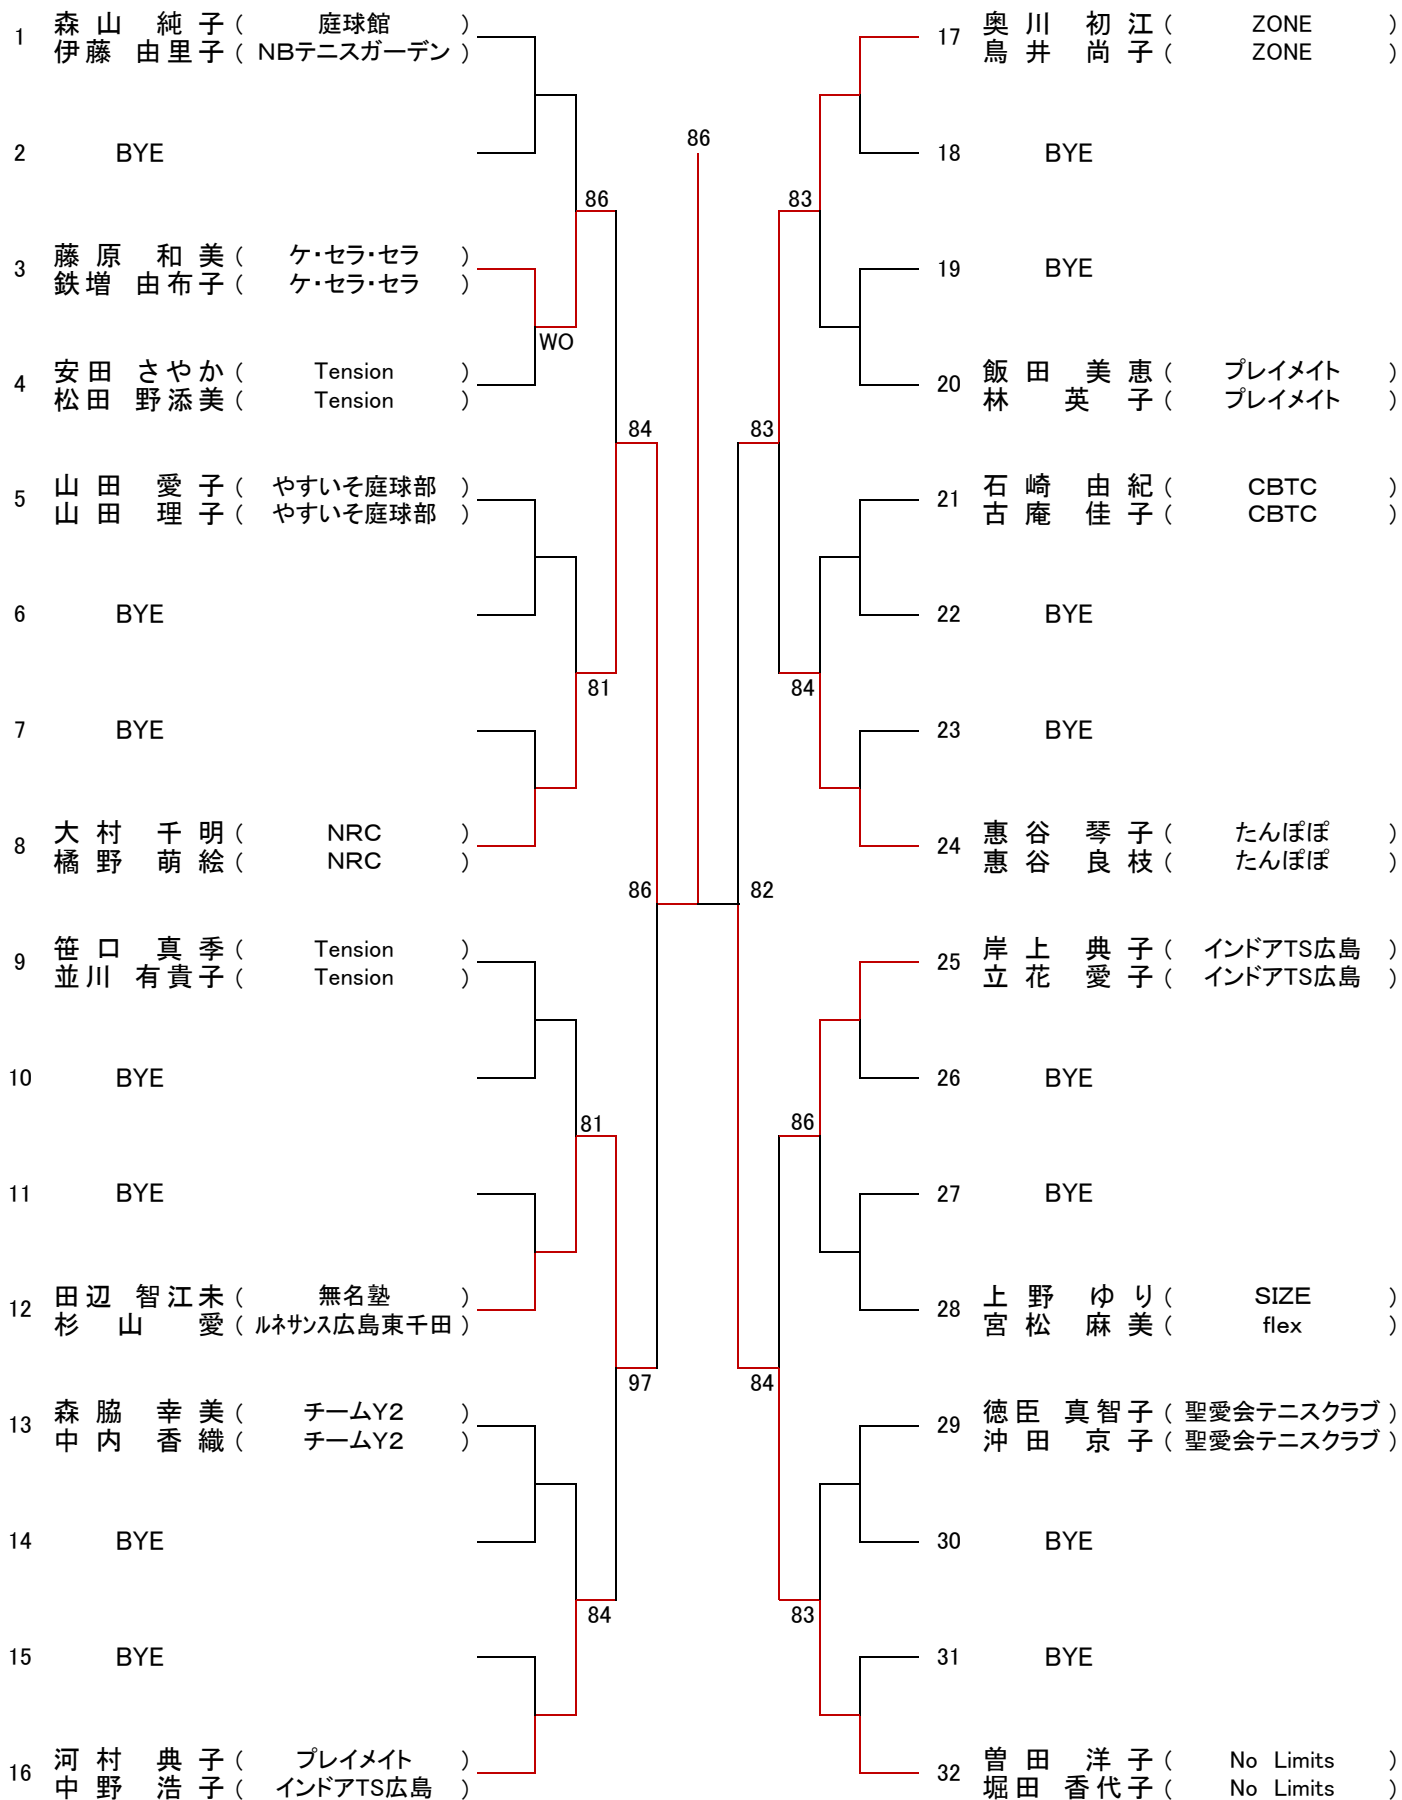 1 森山 純子 ( 庭球館 )
伊藤 由里子 ( NBテニスガーデン )
2 BYE
86
3 藤原 和美 ( ケ・セラ・セラ )
鉄増 由布子 ( ケ・セラ・セラ )
WO
4 安田 さやか ( Tension )
松田 野添美 ( Tension )
84
5 山田 愛子 ( やすいそ庭球部 )
山田 理子 ( やすいそ庭球部 )
6 BYE
81
7 BYE
8 大村 千明 ( NRC )
橘野 萌絵 ( NRC )
86
9 笹口 真季 ( Tension )
並川 有貴子 ( Tension )
10 BYE
81
11 BYE
12 田辺 智江未 ( 無名塾 )
杉山 愛 ( ルネサンス広島東千田 )
97
13 森脇 幸美 ( チームY2 )
中内 香織 ( チームY2 )
14 BYE
84
15 BYE
16 河村 典子 ( プレイメイト )
中野 浩子 ( インドアTS広島 )
86
17 奥川 初江 ( ZONE )
鳥井 尚子 ( ZONE )
18 BYE
83
19 BYE
20 飯田 美恵 ( プレイメイト )
林 英子 ( プレイメイト )
83
21 石崎 由紀 ( CBTC )
古庵 佳子 ( CBTC )
22 BYE
84
23 BYE
24 惠谷 琴子 ( たんぽぽ )
惠谷 良枝 ( たんぽぽ )
82
25 岸上 典子 ( インドアTS広島 )
立花 愛子 ( インドアTS広島 )
26 BYE
86
27 BYE
28 上野 ゆり ( SIZE )
宮松 麻美 ( flex )
84
29 徳臣 真智子 ( 聖愛会テニスクラブ )
沖田 京子 ( 聖愛会テニスクラブ )
30 BYE
83
31 BYE
32 曽田 洋子 ( No Limits )
堀田 香代子 ( No Limits )